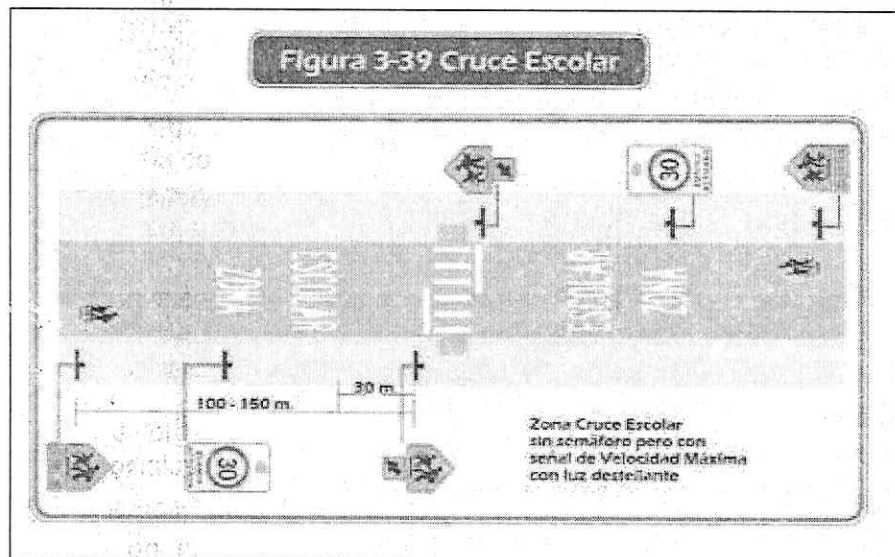 Figura 3-39 Cruce Escolar
30
ZONA
ESCOLAR
ESCOLAR
ZONA
30 m.
100 - 150 m.
30
Zona Cruce Escolar
sin semáforo pero con
señal de Velocidad Máxima
con luz destellante